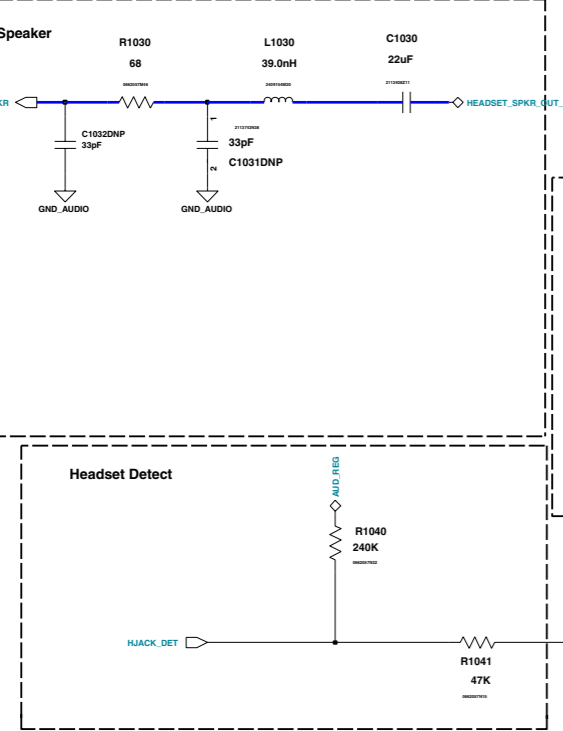 Speaker
R1030
68
L1030
39.0nH
C1030
22uF
KR
HEADSET_SPKR_OUT_
C1032DNP
33pF
1
33pF
2
C1031DNP
GND_AUDIO
GND_AUDIO
Headset Detect
AUD_REG
R1040
240K
HJACK_DET
R1041
47K